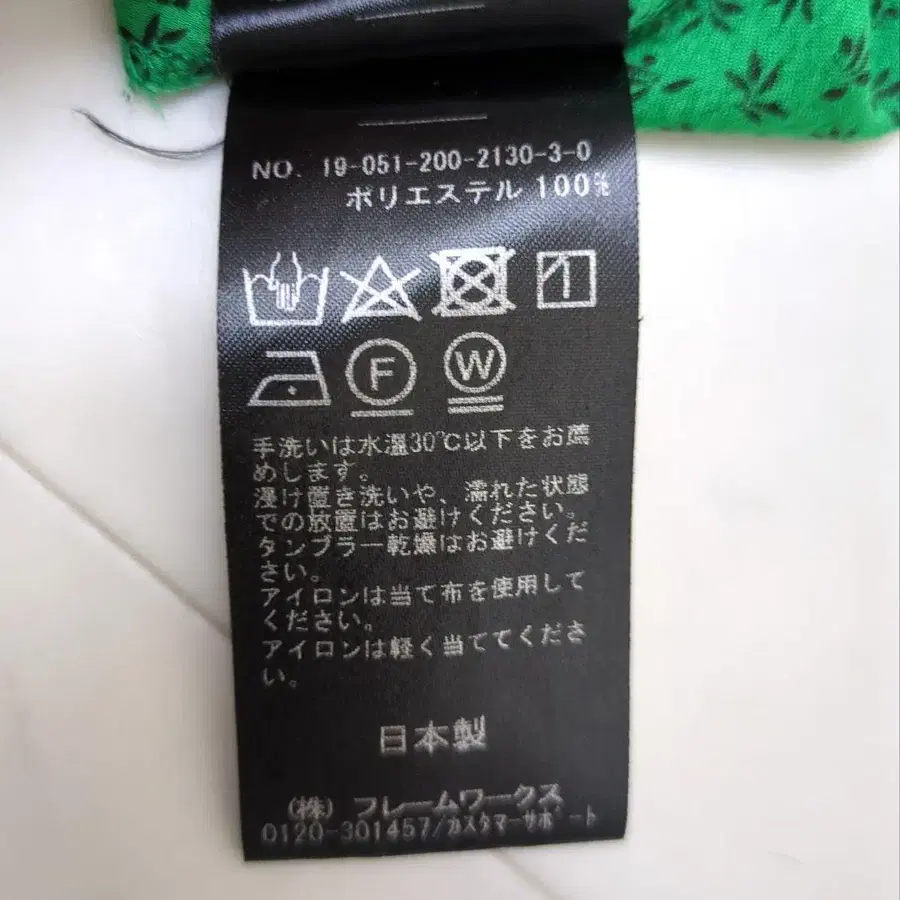 NO. 19-051-200-2130-3-0
ポリエステル 100%
F W
手洗いは水温30℃以下をお薦
めします。
浸け置き洗いや、濡れた状態
での放置はお避けください。
タンブラー乾燥はお避けくだ
さい。
アイロンは当て布を使用して
ください。
アイロンは軽く当ててくださ
い。
日本製
(株) フレームワークス
0120-301457/カスタマーサポート